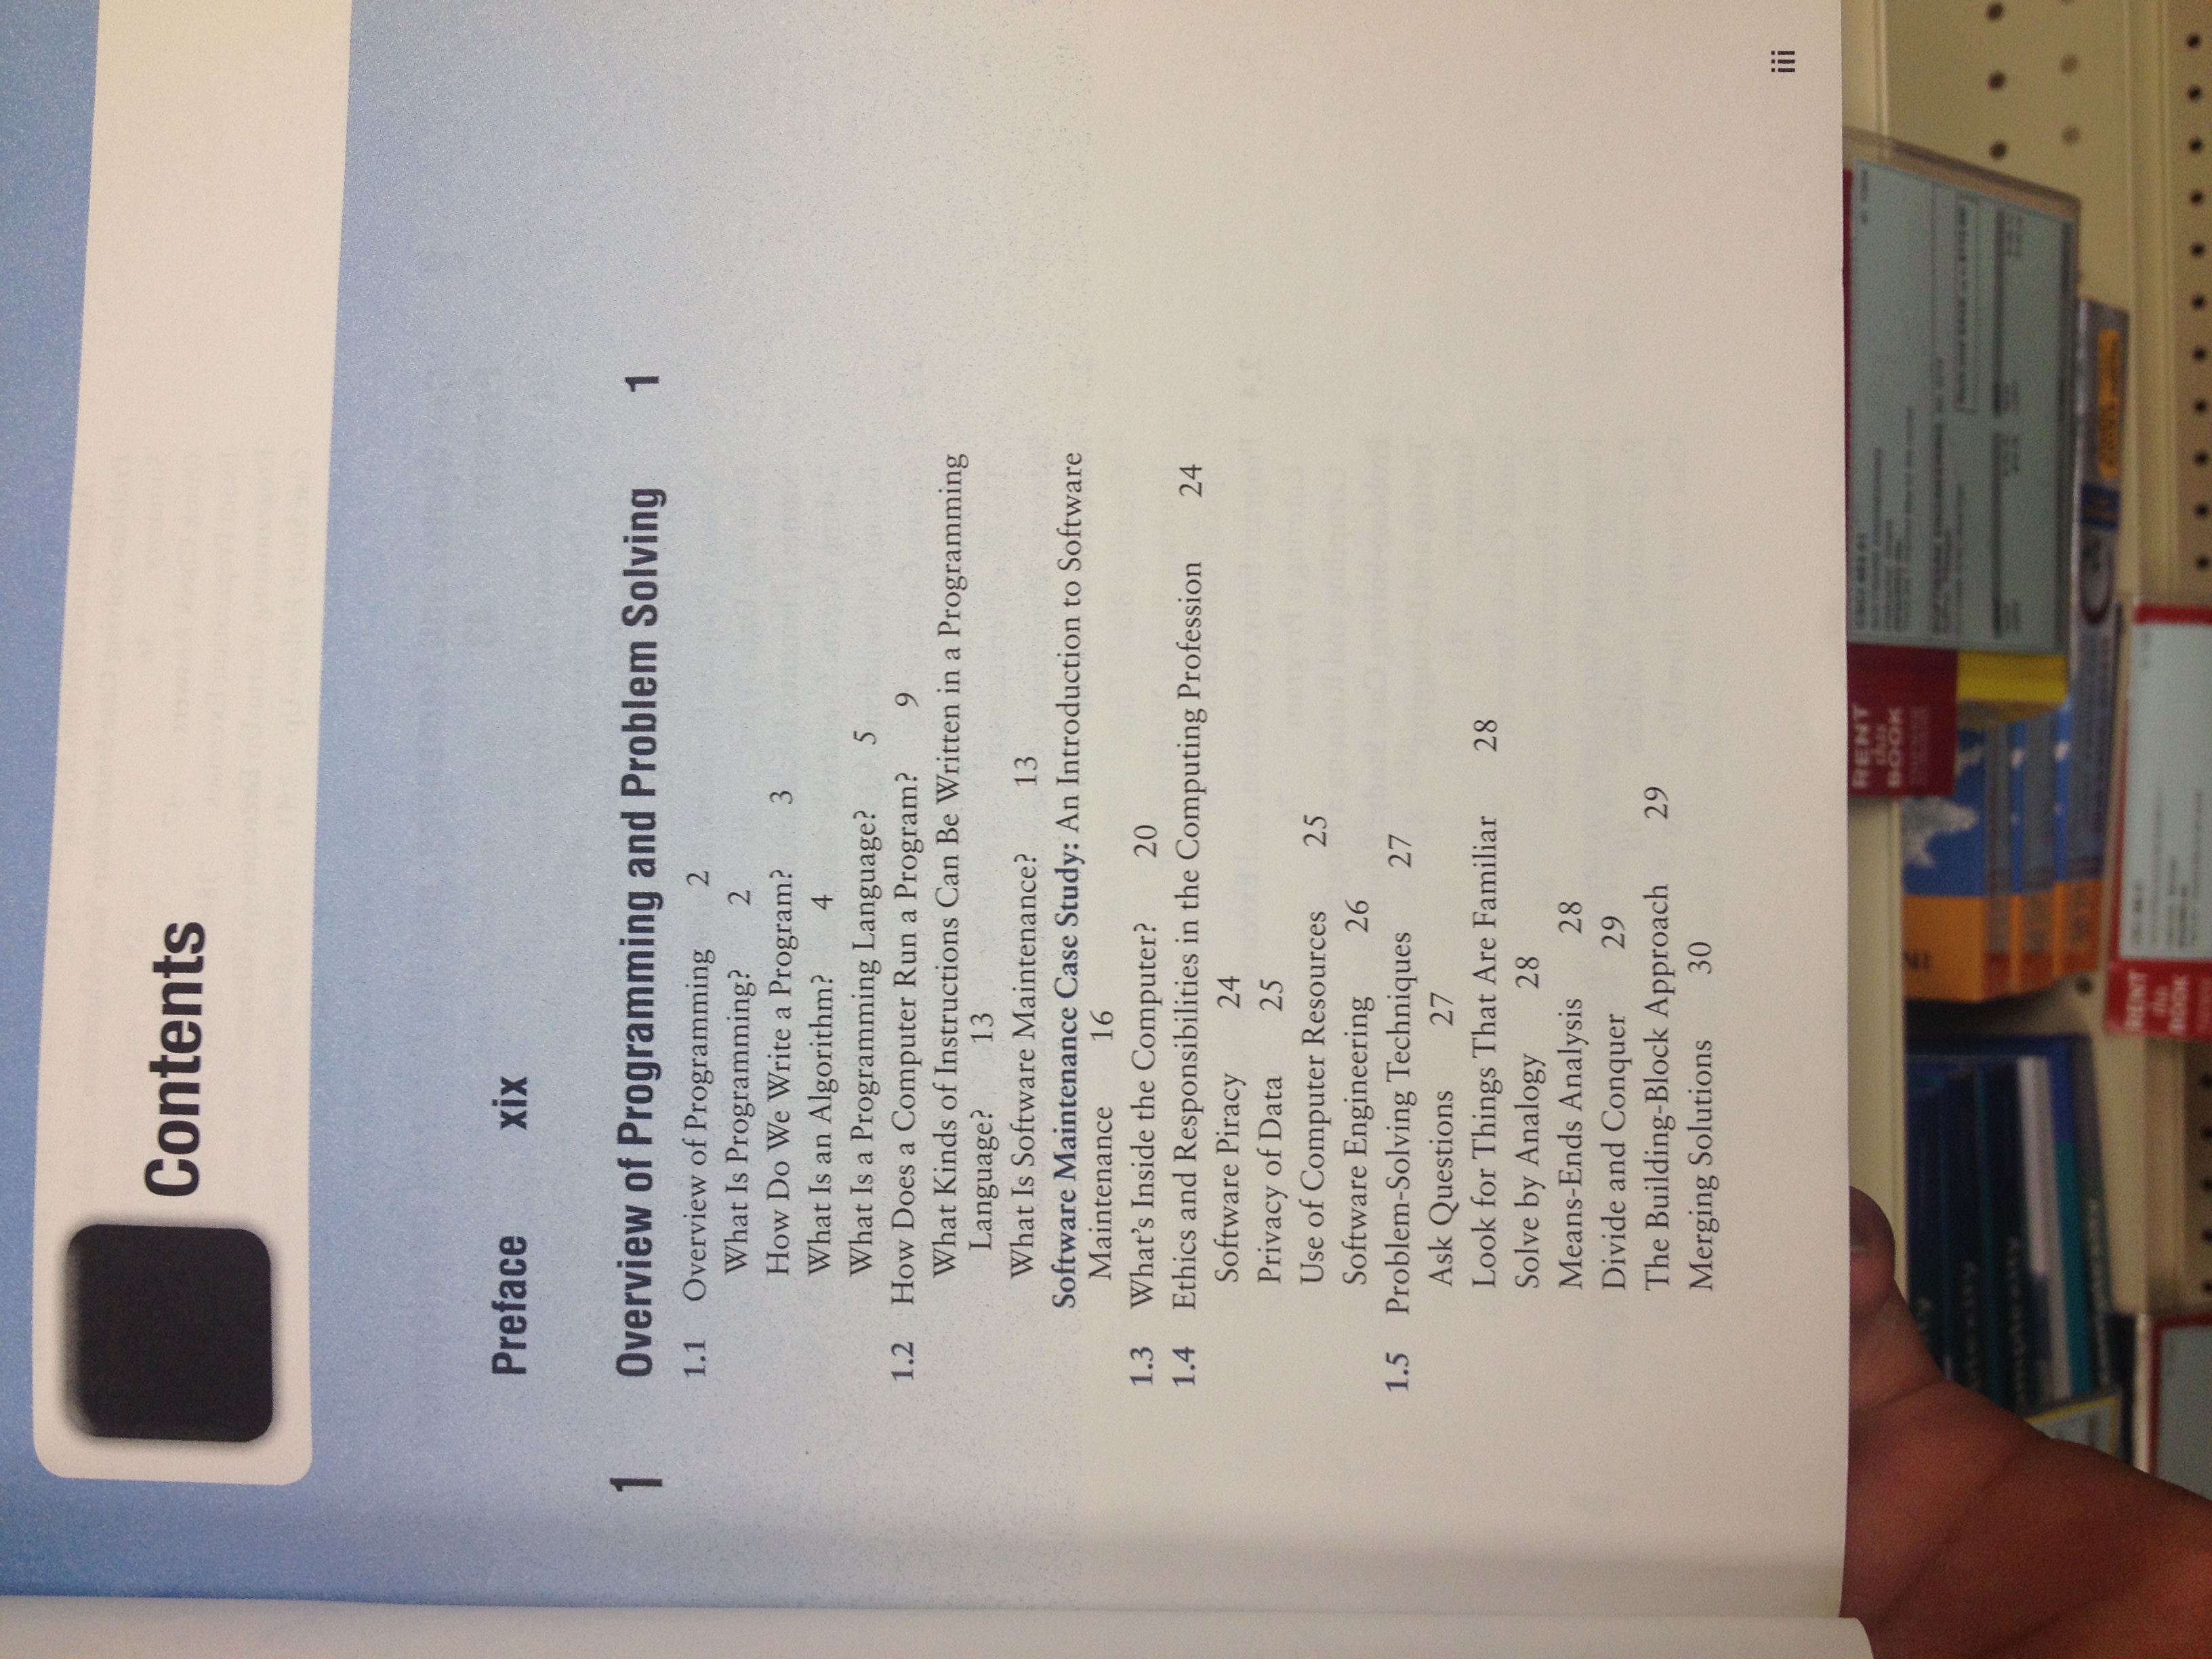 Contents
Preface xix
1 Overview of Programming and Problem Solving 1
1.1 Overview of Programming 2
What Is Programming? 2
How Do We Write a Program? 3
What Is an Algorithm? 4
What Is a Programming Language? 5
1.2 How Does a Computer Run a Program? 9
What Kinds of Instructions Can Be Written in a Programming
Language? 13
What Is Software Maintenance? 13
Software Maintenance Case Study: An Introduction to Software
Maintenance 16
1.3 What's Inside the Computer? 20
1.4 Ethics and Responsibilities in the Computing Profession 24
Software Piracy 24
Privacy of Data 25
Use of Computer Resources 25
Software Engineering 26
1.5 Problem-Solving Techniques 27
Ask Questions 27
Look for Things That Are Familiar 28
Solve by Analogy 28
Means-Ends Analysis 28
Divide and Conquer 29
The Building-Block Approach 29
Merging Solutions 30
iii
RENT
this
BOOK
SOFTWARE ENGINEERING
complexity
RENT
this
BOOK